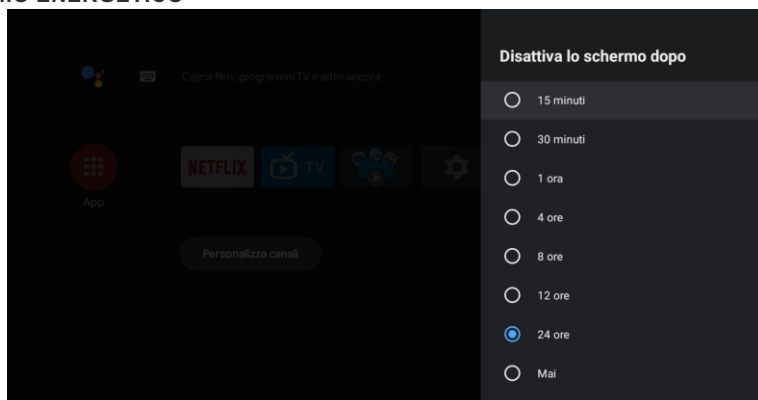 Disattiva lo schermo dopo
Cerca film, programmi TV e altro ancora
15 minuti
30 minuti
1 ora
NETFLIX
TV
App
4 ore
Personalizza canali
8 ore
12 ore
24 ore
Mai